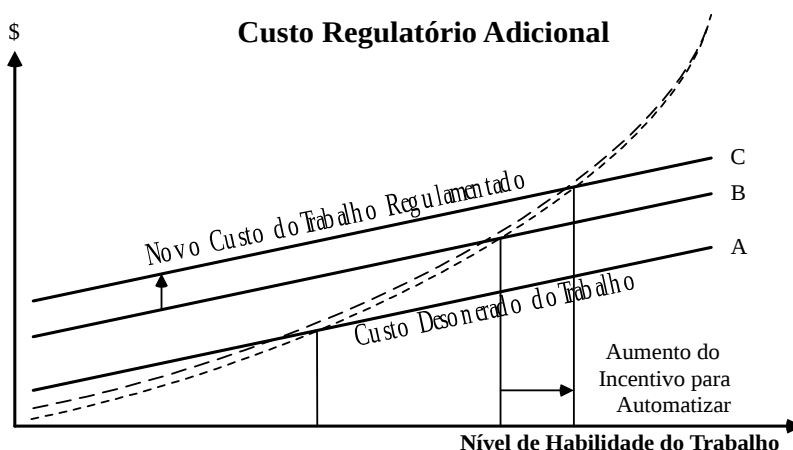 $
Custo Regulatório Adicional
C
Novo Custo do Trabalho Regulamentado
B
A
Custo Desonerado do Trabalho
Aumento do
Incentivo para
Automatizar
Nível de Habilidade do Trabalho